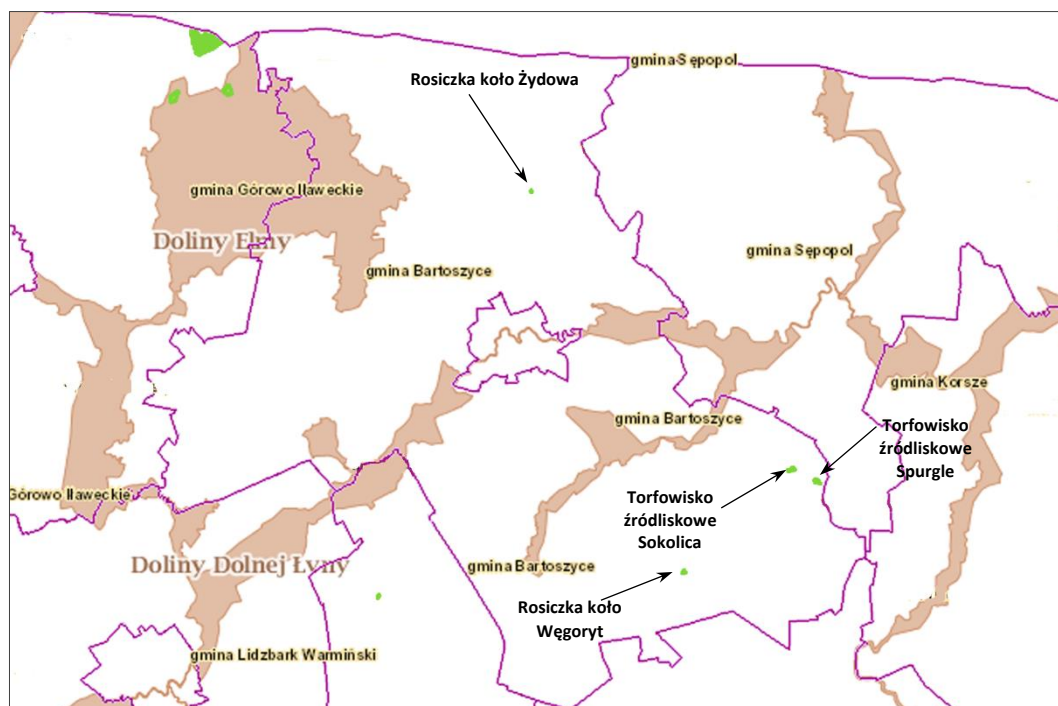 gmina-Sępopol
Rosiczka koło Żydowa
gmina Górowo Iławeckie
Doliny Elmy
gmina Bartoszyce
gmina Sępopol
gmina Korsze
gmina Bartoszyce
Torfowisko
źródliskowe
Spurgle
Górowo Iławeckie
Torfowisko
źródliskowe
Sokolica
Doliny Dolnej Łyny
gmina Bartoszyce
Rosiczka koło
Węgoryt
gmina Lidzbark Warmiński